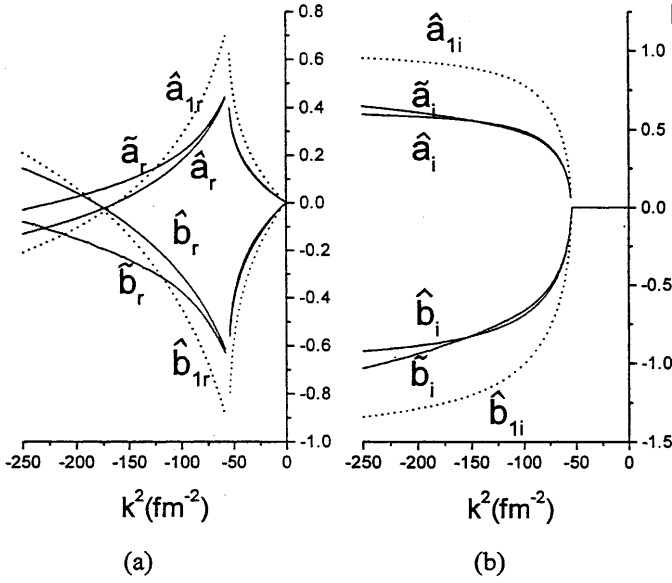 0.8
0.6
0.4
0.2
0.0
-0.2
-0.4
-0.6
-0.8
-1.0
â₁ᵣ
ãᵣ
âᵣ
b̂ᵣ
b̃ᵣ
b̂₁ᵣ
-250 -200 -150 -100 -50 0
k²(fm⁻²)
(a)
1.0
0.5
0.0
-0.5
-1.0
-1.5
â₁ᵢ
ãᵢ
âᵢ
b̂ᵢ
b̃ᵢ
b̂₁ᵢ
-250 -200 -150 -100 -50 0
k²(fm⁻²)
(b)